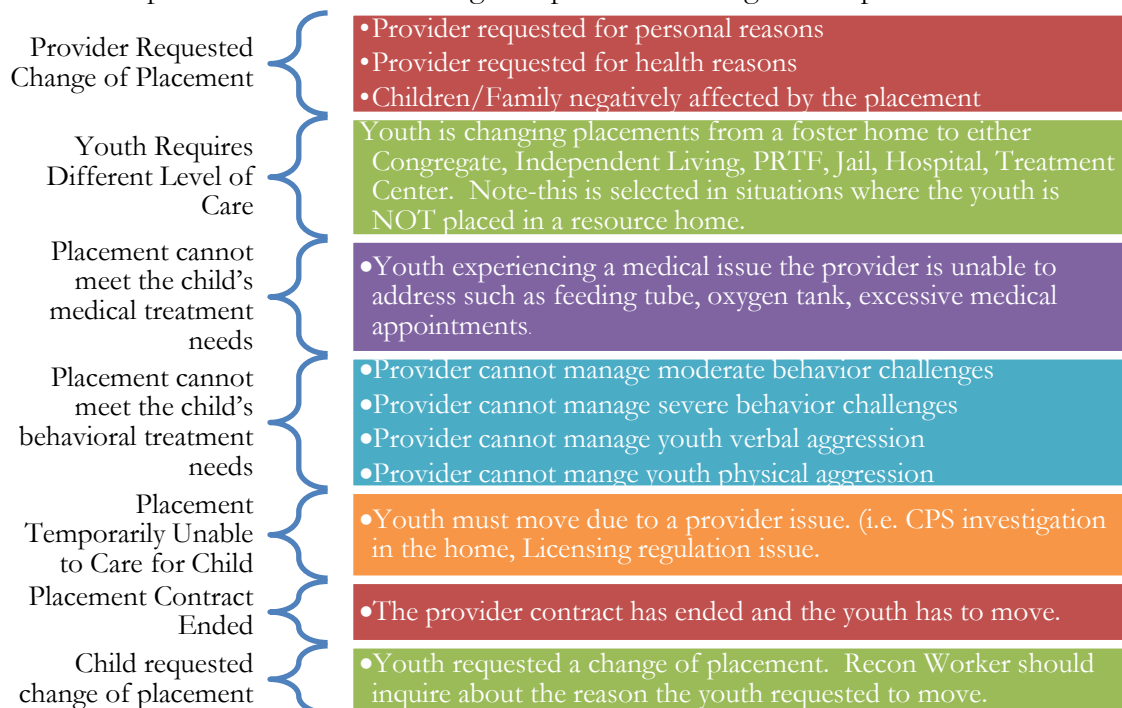 Provider Requested
Change of Placement
•Provider requested for personal reasons
•Provider requested for health reasons
•Children/Family negatively affected by the placement
Youth Requires
Different Level of
Care
Youth is changing placements from a foster home to either
Congregate, Independent Living, PRTF, Jail, Hospital, Treatment
Center. Note-this is selected in situations where the youth is
NOT placed in a resource home.
Placement cannot
meet the child’s
medical treatment
needs
•Youth experiencing a medical issue the provider is unable to
address such as feeding tube, oxygen tank, excessive medical
appointments.
Placement cannot
meet the child’s
behavioral treatment
needs
•Provider cannot manage moderate behavior challenges
•Provider cannot manage severe behavior challenges
•Provider cannot manage youth verbal aggression
•Provider cannot mange youth physical aggression
Placement
Temporarily Unable
to Care for Child
•Youth must move due to a provider issue. (i.e. CPS investigation
in the home, Licensing regulation issue.
Placement Contract
Ended
•The provider contract has ended and the youth has to move.
Child requested
change of placement
•Youth requested a change of placement. Recon Worker should
inquire about the reason the youth requested to move.